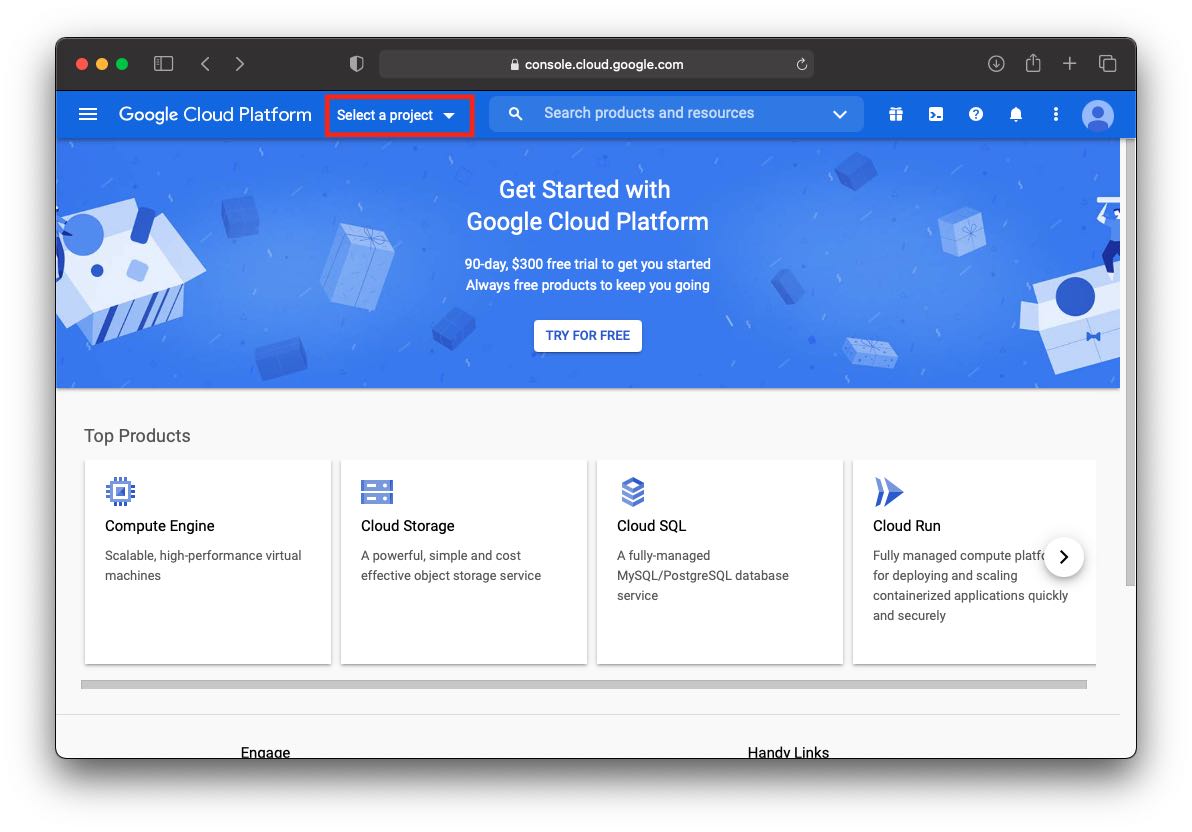 console.cloud.google.com
Google Cloud Platform
Select a project
Search products and resources
Get Started with
Google Cloud Platform
90-day, $300 free trial to get you started
Always free products to keep you going
TRY FOR FREE
Top Products
Compute Engine
Scalable, high-performance virtual
machines
Cloud Storage
A powerful, simple and cost
effective object storage service
Cloud SQL
A fully-managed
MySQL/PostgreSQL database
service
Cloud Run
Fully managed compute
for deploying and scaling
containerized applications quickly
and securely
Engage
Handy Links